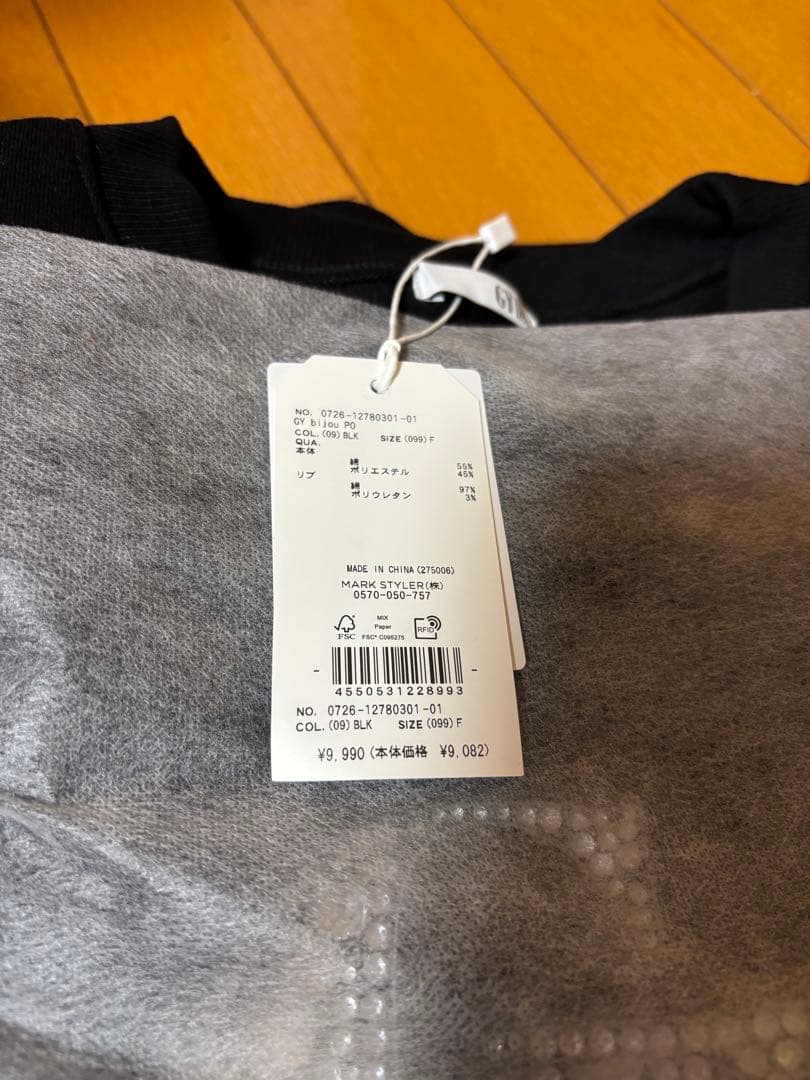 NO. 0726-12780301-01
GY bijou PO
COL. (09) BLK SIZE (099) F
QUA.
本体
綿 55%
ポリエステル 45%
リブ
綿 97%
ポリウレタン 3%
MADE IN CHINA (275006)
MARK STYLER(株)
0570-050-757
FSC
MIX
Paper
FSC® C095275
RFID
4550531228993
NO. 0726-12780301-01
COL. (09) BLK SIZE (099) F
¥9,990 (本体価格 ¥9,082)